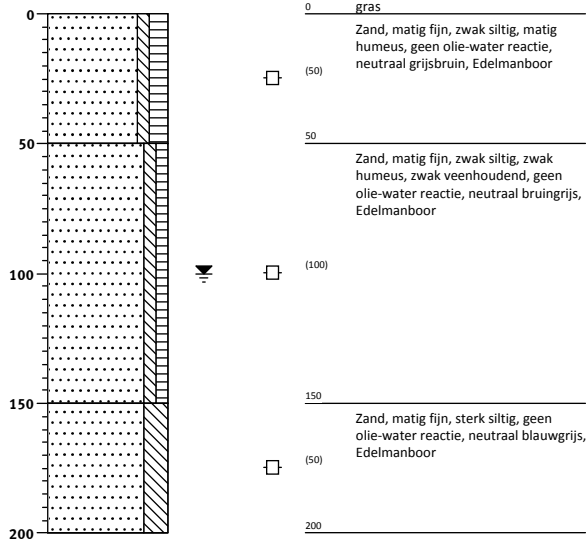 0
0 gras
Zand, matig fijn, zwak siltig, matig
humeus, geen olie-water reactie,
neutraal grijsbruin, Edelmanboor
(50)
50
50
Zand, matig fijn, zwak siltig, zwak
humeus, zwak veenhoudend, geen
olie-water reactie, neutraal bruingrijs,
Edelmanboor
100
(100)
150
150
Zand, matig fijn, sterk siltig, geen
olie-water reactie, neutraal blauwgrijs,
Edelmanboor
(50)
200
200